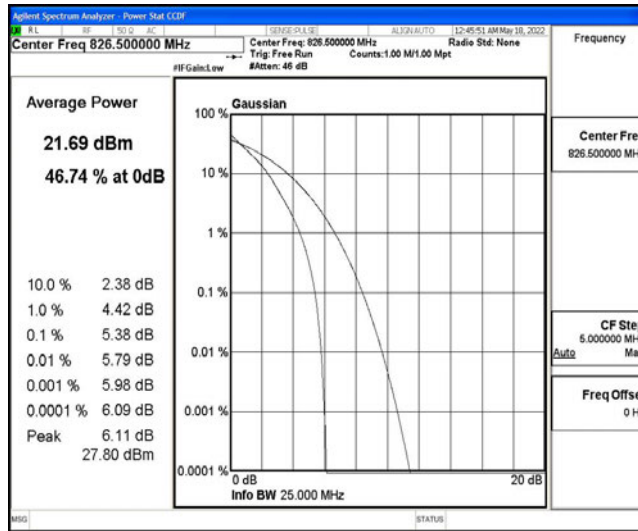 Agilent Spectrum Analyzer - Power Stat CCDF
RL RF 50 Ω AC SENSE:PULSE ALIGN AUTO 12:45:51 AM May 18, 2022
Center Freq 826.500000 MHz
Center Freq: 826.500000 MHz Radio Std: None
Trig: Free Run Counts:1.00 M/1.00 Mpt
#IFGain:Low #Atten: 46 dB
Frequency
Average Power
21.69 dBm
46.74 % at 0dB
10.0 % 2.38 dB
1.0 % 4.42 dB
0.1 % 5.38 dB
0.01 % 5.79 dB
0.001 % 5.98 dB
0.0001 % 6.09 dB
Peak 6.11 dB
27.80 dBm
Gaussian
100 %
10 %
1 %
0.1 %
0.01 %
0.001 %
0.0001 %
0 dB 20 dB
Info BW 25.000 MHz
Center Fre
826.500000 MH
CF Ste
5.000000 MH
Auto Ma
Freq Offse
0 H
MSG STATUS